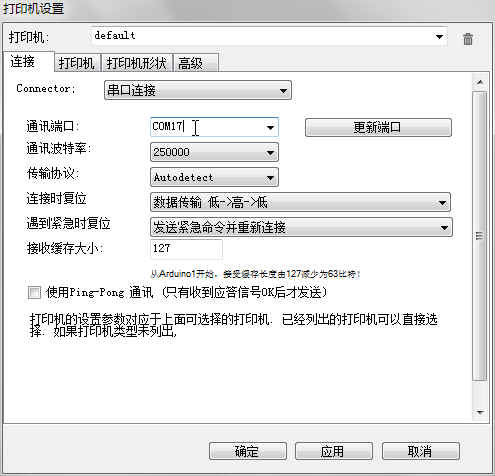 打印机设置
打印机: default
连接 打印机 打印机形状 高级
Connector: 串口连接
通讯端口: COM17 更新端口
通讯波特率: 250000
传输协议: Autodetect
连接时复位 数据传输 低->高->低
遇到紧急时复位 发送紧急命令并重新连接
接收缓存大小: 127
从Arduino1开始，接受缓存长度由127减少为63比特!
使用Ping-Pong 通讯 (只有收到应答信号OK后才发送)
打印机的设置参数对应于上面可选择的打印机. 已经列出的打印机可以直接选
择. 如果打印机类型未列出,
确定 应用 取消